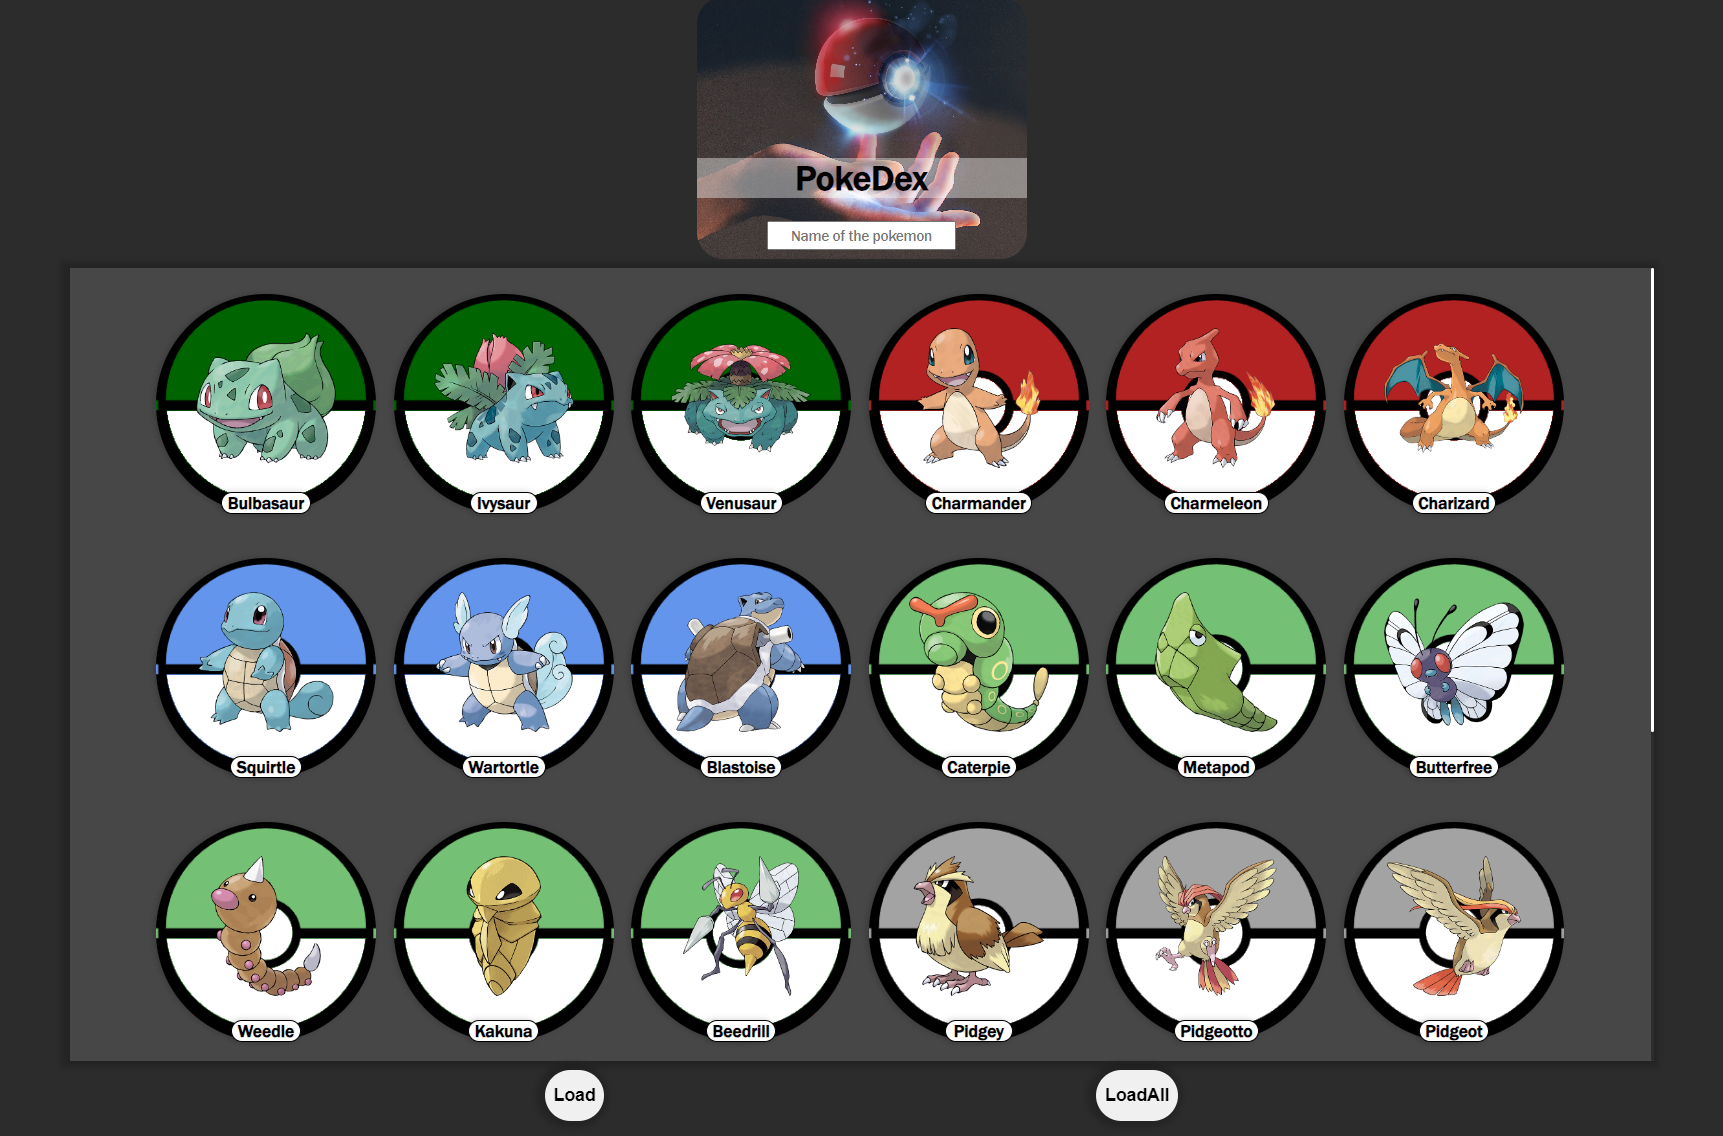 PokeDex
Name of the pokemon
Bulbasaur
Ivysaur
Venusaur
Charmander
Charmeleon
Charizard
Squirtle
Wartortle
Blastoise
Caterpie
Metapod
Butterfree
Weedle
Kakuna
Beedrill
Pidgey
Pidgeotto
Pidgeot
Load
LoadAll